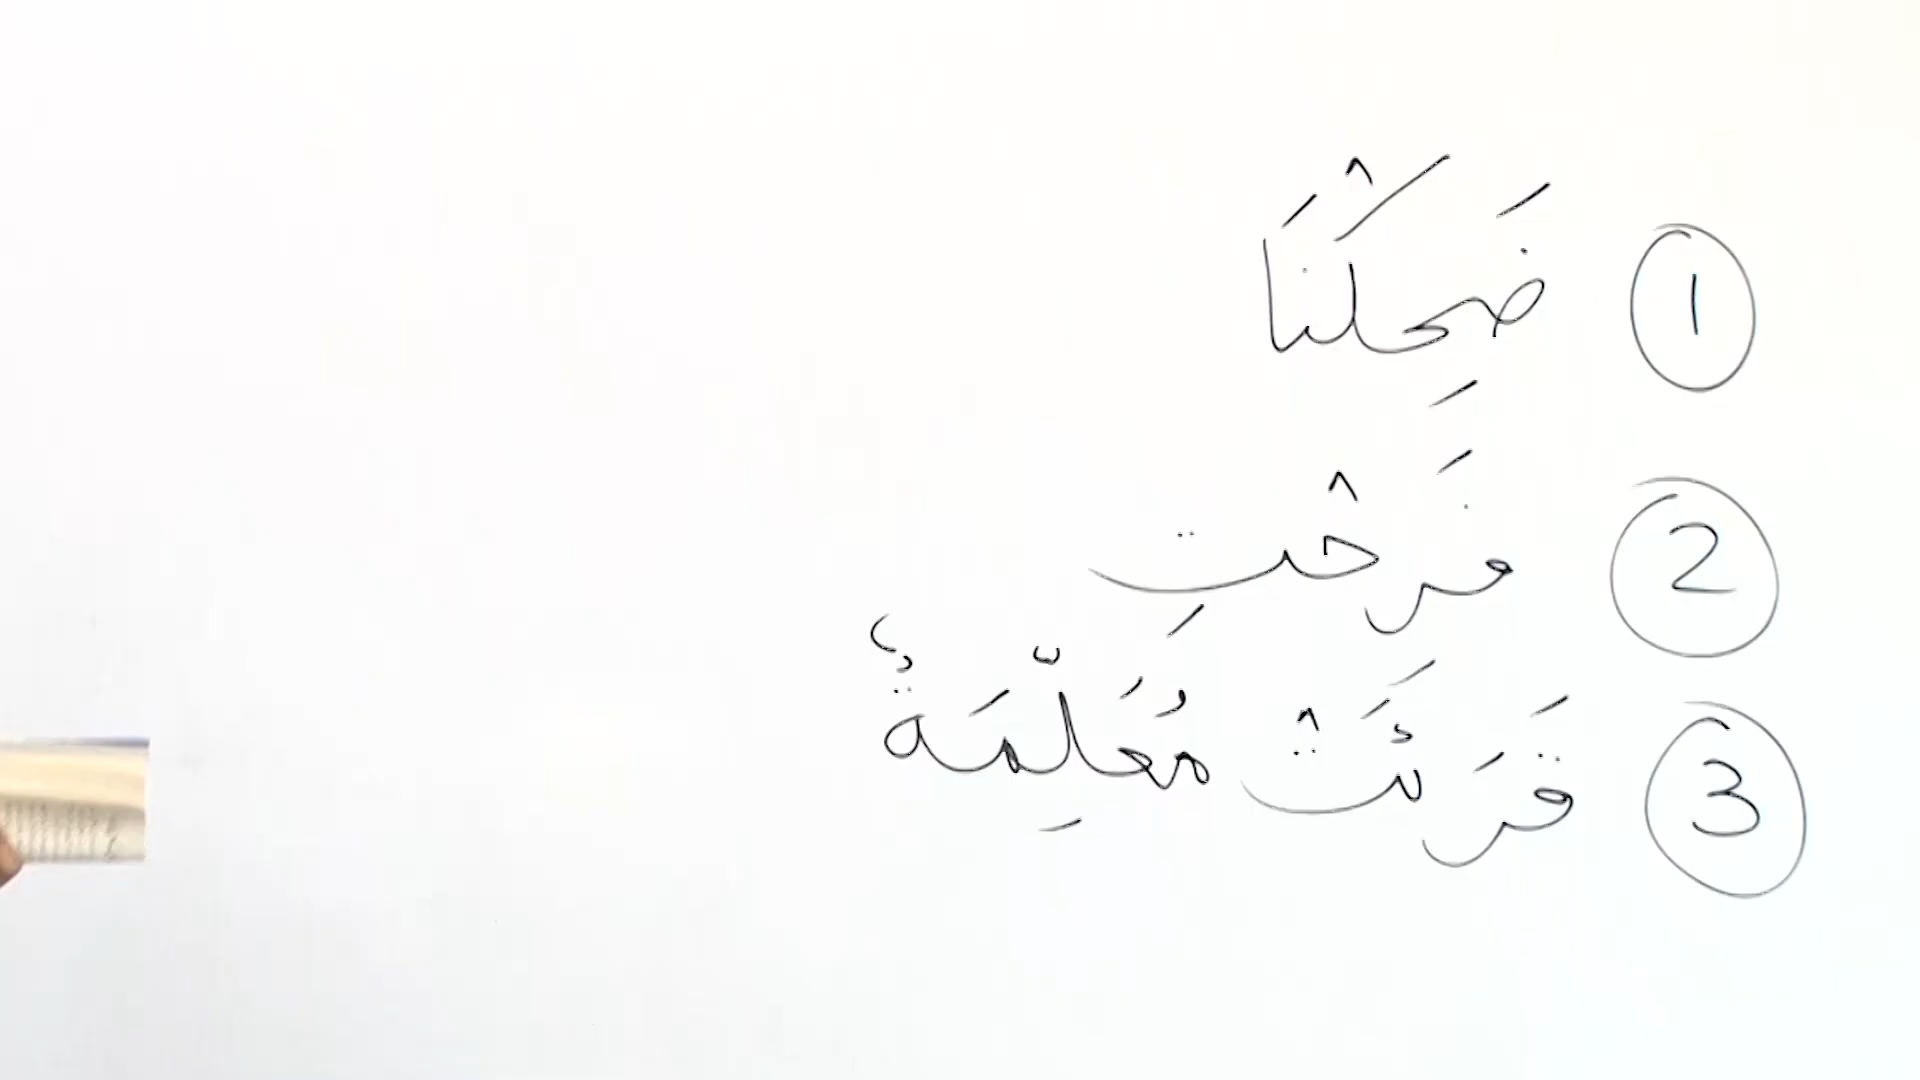 ① ضَحِكْنَا
② فَرَحْتِ
③ قَرَئَتْ مُعَلِّمَةٌ